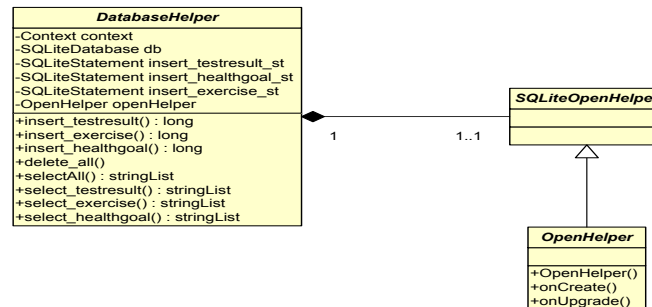 DatabaseHelper
-Context context
-SQLiteDatabase db
-SQLiteStatement insert_testresult_st
-SQLiteStatement insert_healthgoal_st
-SQLiteStatement insert_exercise_st
-OpenHelper openHelper
+insert_testresult() : long
+insert_exercise() : long
+insert_healthgoal() : long
+delete_all()
+selectAll() : stringList
+select_testresult() : stringList
+select_exercise() : stringList
+select_healthgoal() : stringList
1
1..1
SQLiteOpenHelpe
OpenHelper
+OpenHelper()
+onCreate()
+onUpgrade()